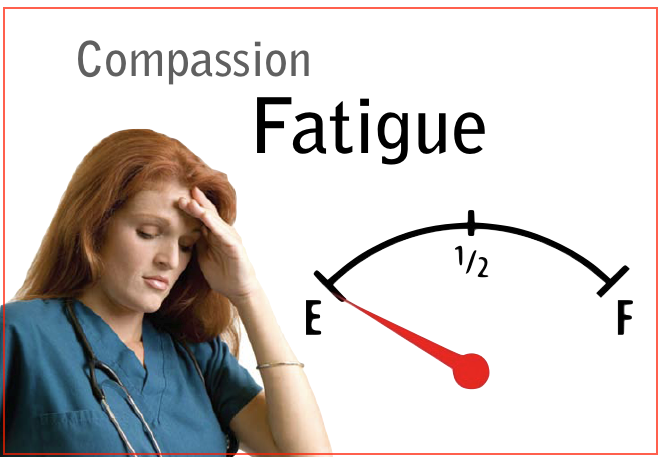 Compassion
Fatigue
1/2
E
F